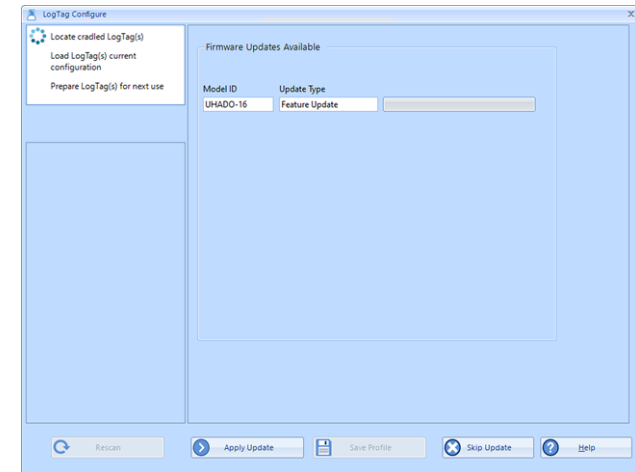 LogTag Configure
x
Locate cradled LogTag(s)
Load LogTag(s) current
configuration
Prepare LogTag(s) for next use
Firmware Updates Available
Model ID
Update Type
UHADO-16
Feature Update
Rescan
Apply Update
Save Profile
Skip Update
Help